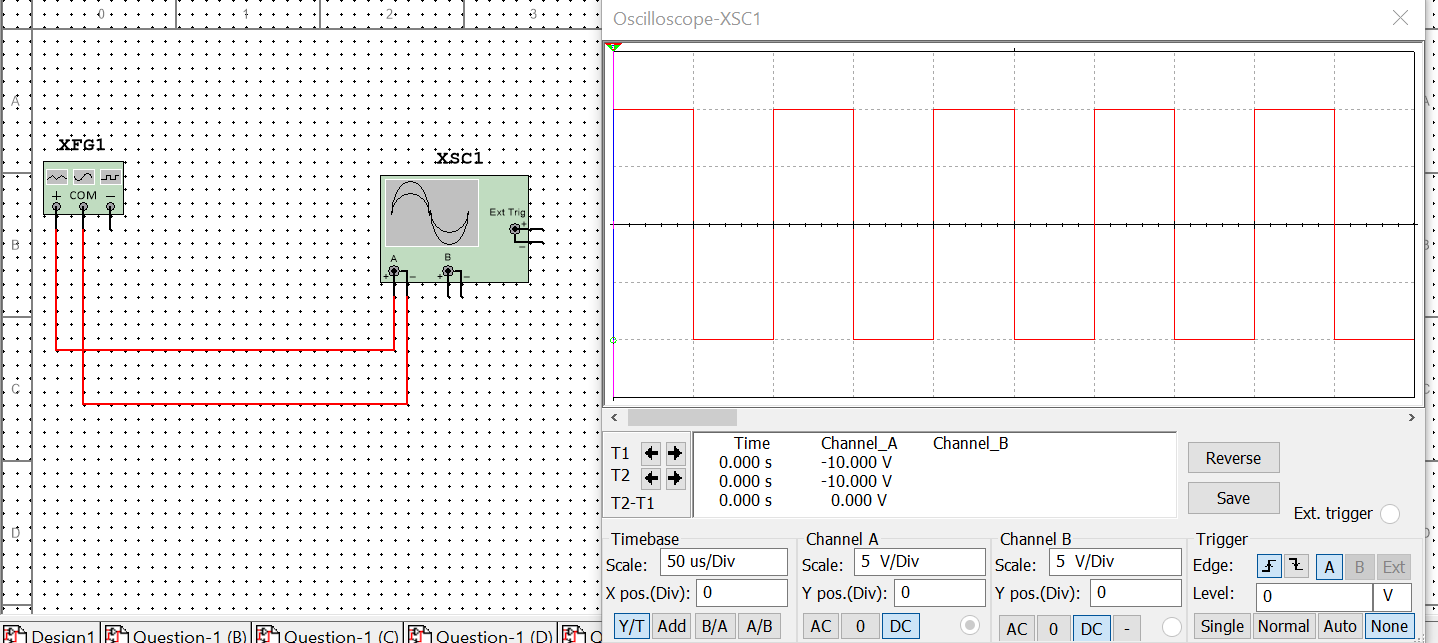 0 1 2 3
Oscilloscope-XSC1
A
XFG1
XSC1
+ COM −
Ext Trig
+
−
B
A B
+ − + −
C
D
Time Channel_A Channel_B
T1 0.000 s -10.000 V
T2 0.000 s -10.000 V
T2-T1 0.000 s 0.000 V
Reverse
Save
Ext. trigger
Timebase Channel A Channel B Trigger
Scale: 50 us/Div Scale: 5 V/Div Scale: 5 V/Div Edge: A B Ext
X pos.(Div): 0 Y pos.(Div): 0 Y pos.(Div): 0 Level: 0 V
Y/T Add B/A A/B AC 0 DC AC 0 DC - Single Normal Auto None
Design1 Question-1 (B) Question-1 (C) Question-1 (D)